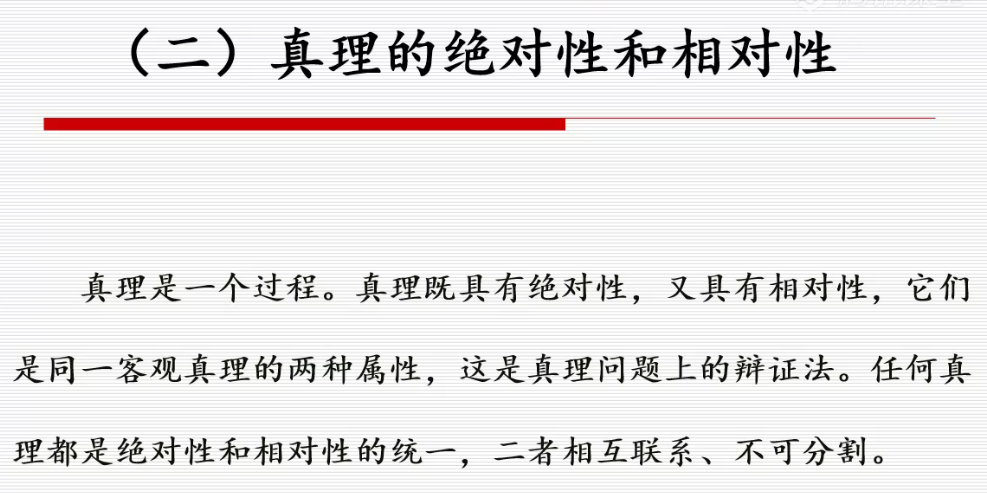 （二）真理的绝对性和相对性
真理是一个过程。真理既具有绝对性，又具有相对性，它们
是同一客观真理的两种属性，这是真理问题上的辩证法。任何真
理都是绝对性和相对性的统一，二者相互联系、不可分割。